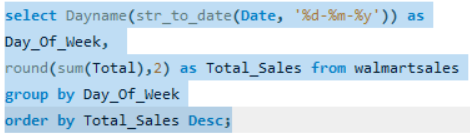 select Dayname(str_to_date(Date, '%d-%m-%y')) as
Day_Of_Week,
round(sum(Total),2) as Total_Sales from walmartsales
group by Day_Of_Week
order by Total_Sales Desc;